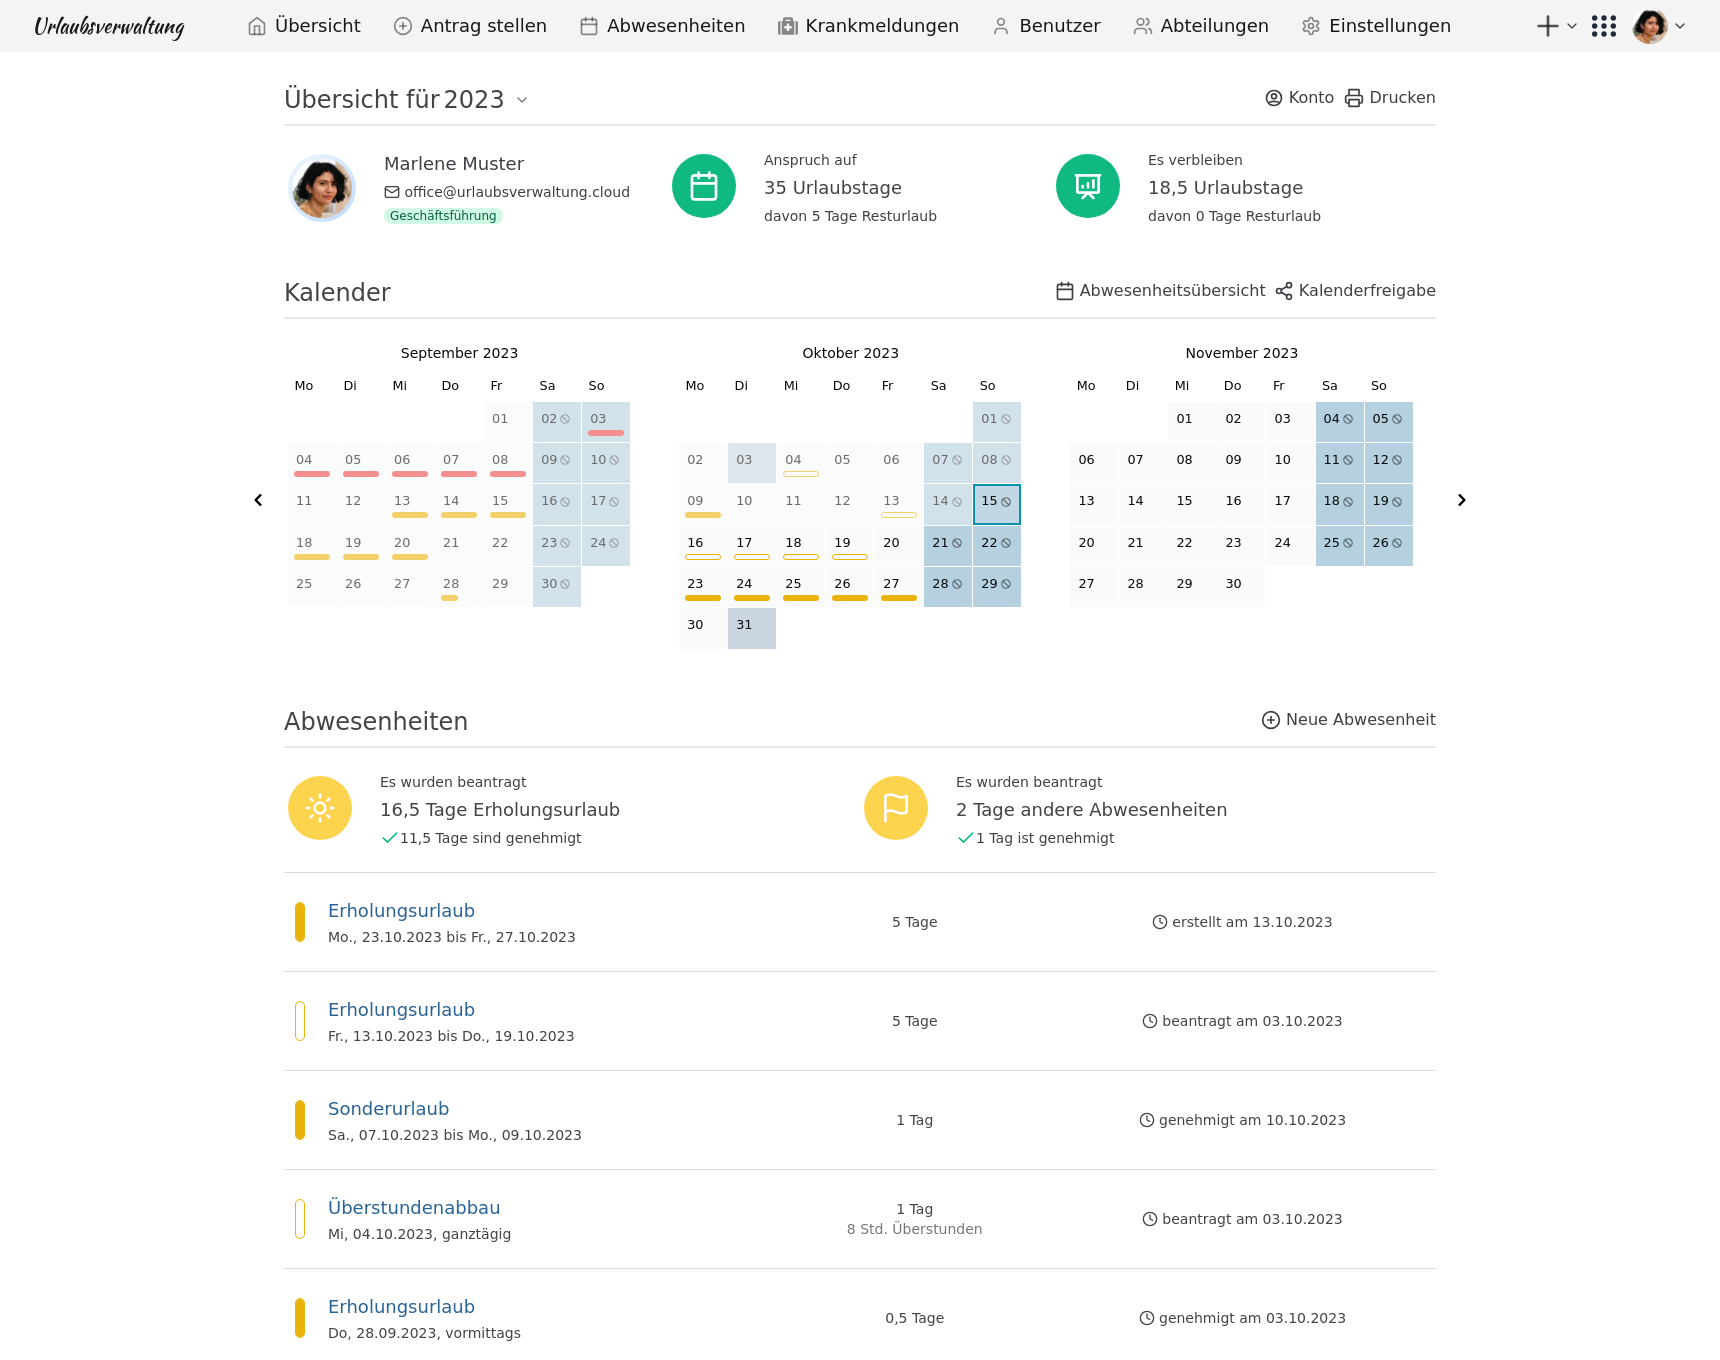 Urlaubsverwaltung
Übersicht Antrag stellen Abwesenheiten Krankmeldungen Benutzer Abteilungen Einstellungen
Übersicht für 2023
Konto Drucken
Marlene Muster
office@urlaubsverwaltung.cloud
Geschäftsführung
Anspruch auf
35 Urlaubstage
davon 5 Tage Resturlaub
Es verbleiben
18,5 Urlaubstage
davon 0 Tage Resturlaub
Kalender
Abwesenheitsübersicht Kalenderfreigabe
September 2023
Mo Di Mi Do Fr Sa So
01 02 03
04 05 06 07 08 09 10
11 12 13 14 15 16 17
18 19 20 21 22 23 24
25 26 27 28 29 30
Oktober 2023
Mo Di Mi Do Fr Sa So
01
02 03 04 05 06 07 08
09 10 11 12 13 14 15
16 17 18 19 20 21 22
23 24 25 26 27 28 29
30 31
November 2023
Mo Di Mi Do Fr Sa So
01 02 03 04 05
06 07 08 09 10 11 12
13 14 15 16 17 18 19
20 21 22 23 24 25 26
27 28 29 30
Abwesenheiten
Neue Abwesenheit
Es wurden beantragt
16,5 Tage Erholungsurlaub
11,5 Tage sind genehmigt
Es wurden beantragt
2 Tage andere Abwesenheiten
1 Tag ist genehmigt
Erholungsurlaub
Mo., 23.10.2023 bis Fr., 27.10.2023
5 Tage
erstellt am 13.10.2023
Erholungsurlaub
Fr., 13.10.2023 bis Do., 19.10.2023
5 Tage
beantragt am 03.10.2023
Sonderurlaub
Sa., 07.10.2023 bis Mo., 09.10.2023
1 Tag
genehmigt am 10.10.2023
Überstundenabbau
Mi, 04.10.2023, ganztägig
1 Tag
8 Std. Überstunden
beantragt am 03.10.2023
Erholungsurlaub
Do, 28.09.2023, vormittags
0,5 Tage
genehmigt am 03.10.2023